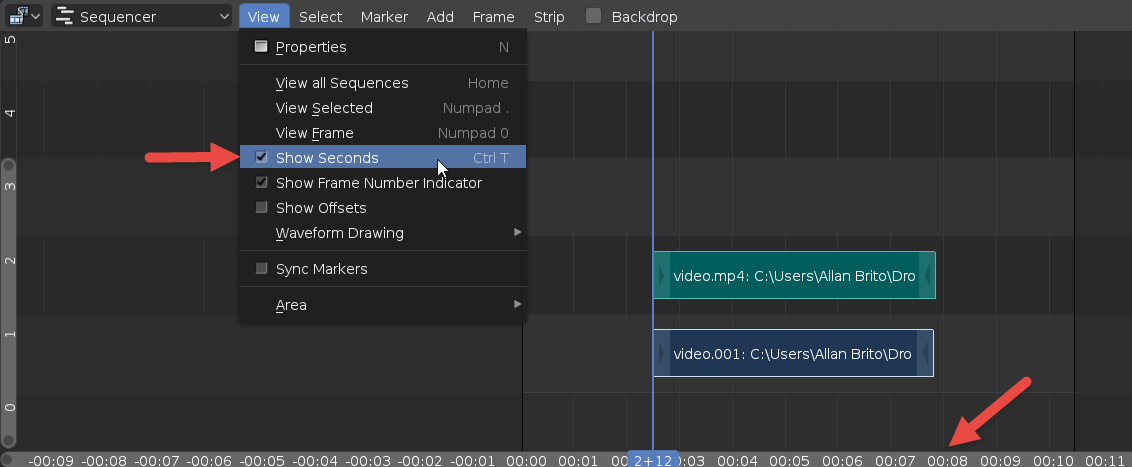 Sequencer View Select Marker Add Frame Strip Backdrop
Properties N
View all Sequences Home
View Selected Numpad .
View Frame Numpad 0
Show Seconds Ctrl T
Show Frame Number Indicator
Show Offsets
Waveform Drawing
Sync Markers
Area
5
4
3
2
1
0
video.mp4: C:\Users\Allan Brito\Dro
video.001: C:\Users\Allan Brito\Dro
-00:09 -00:08 -00:07 -00:06 -00:05 -00:04 -00:03 -00:02 -00:01 00:00 00:01 2+12 :03 00:04 00:05 00:06 00:07 00:08 00:09 00:10 00:11